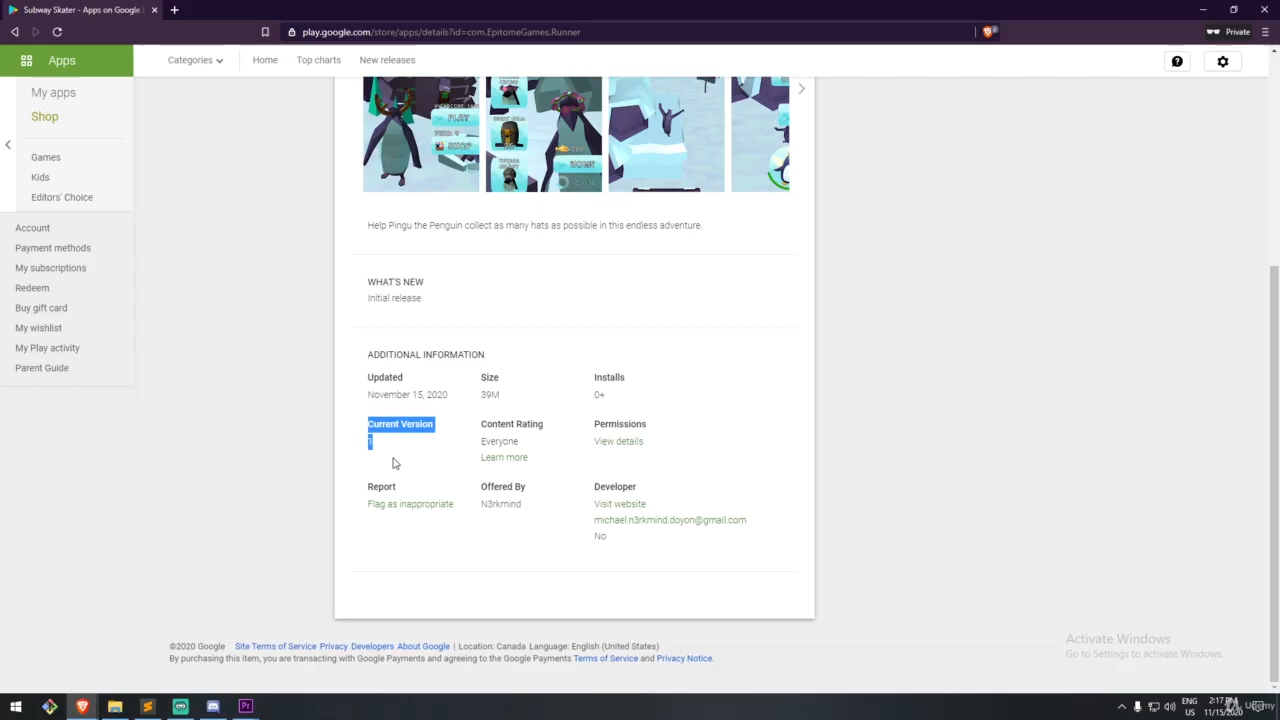 Subway Skater - Apps on Google
play.google.com/store/apps/details?id=com.EpitomeGames.Runner
Private
Apps
Categories
Home
Top charts
New releases
My apps
Shop
Games
Kids
Editors' Choice
Account
Payment methods
My subscriptions
Redeem
Buy gift card
My wishlist
My Play activity
Parent Guide
PLAY
SHOP
HOME
Help Pingu the Penguin collect as many hats as possible in this endless adventure.
WHAT'S NEW
Initial release
ADDITIONAL INFORMATION
Updated
November 15, 2020
Size
39M
Installs
0+
Current Version
1
Content Rating
Everyone
Learn more
Permissions
View details
Report
Flag as inappropriate
Offered By
N3rkmind
Developer
Visit website
michael.n3rkmind.doyon@gmail.com
No
©2020 Google Site Terms of Service Privacy Developers About Google | Location: Canada Language: English (United States)
By purchasing this item, you are transacting with Google Payments and agreeing to the Google Payments Terms of Service and Privacy Notice.
Activate Windows
Go to Settings to activate Windows.
ENG
US
2:17 PM
11/15/2020
Udemy